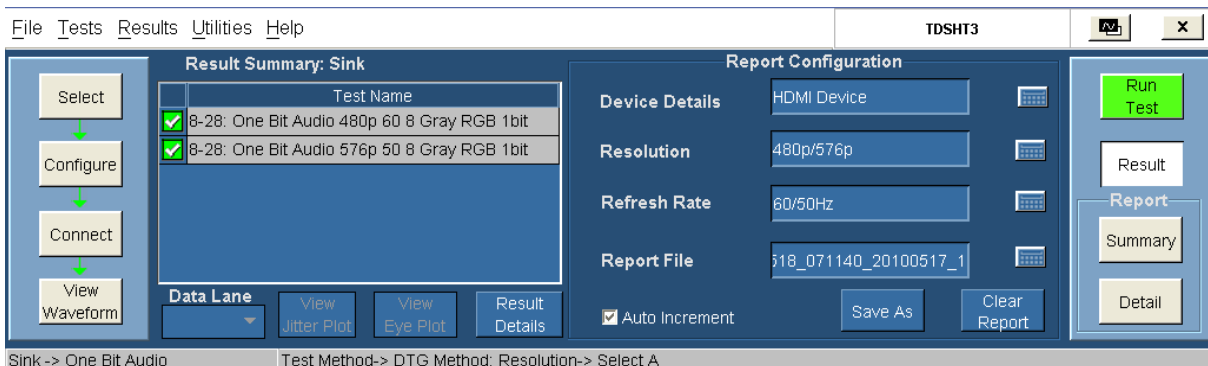 File Tests Results Utilities Help
TDSHT3
x
Select
Configure
Connect
View
Waveform
Result Summary: Sink
Test Name
8-28: One Bit Audio 480p 60 8 Gray RGB 1bit
8-28: One Bit Audio 576p 50 8 Gray RGB 1bit
Data Lane
View
Jitter Plot
View
Eye Plot
Result
Details
Report Configuration
Device Details
HDMI Device
Resolution
480p/576p
Refresh Rate
60/50Hz
Report File
518_071140_20100517_1
Auto Increment
Save As
Clear
Report
Run
Test
Result
Report
Summary
Detail
Sink -> One Bit Audio
Test Method-> DTG Method: Resolution-> Select A